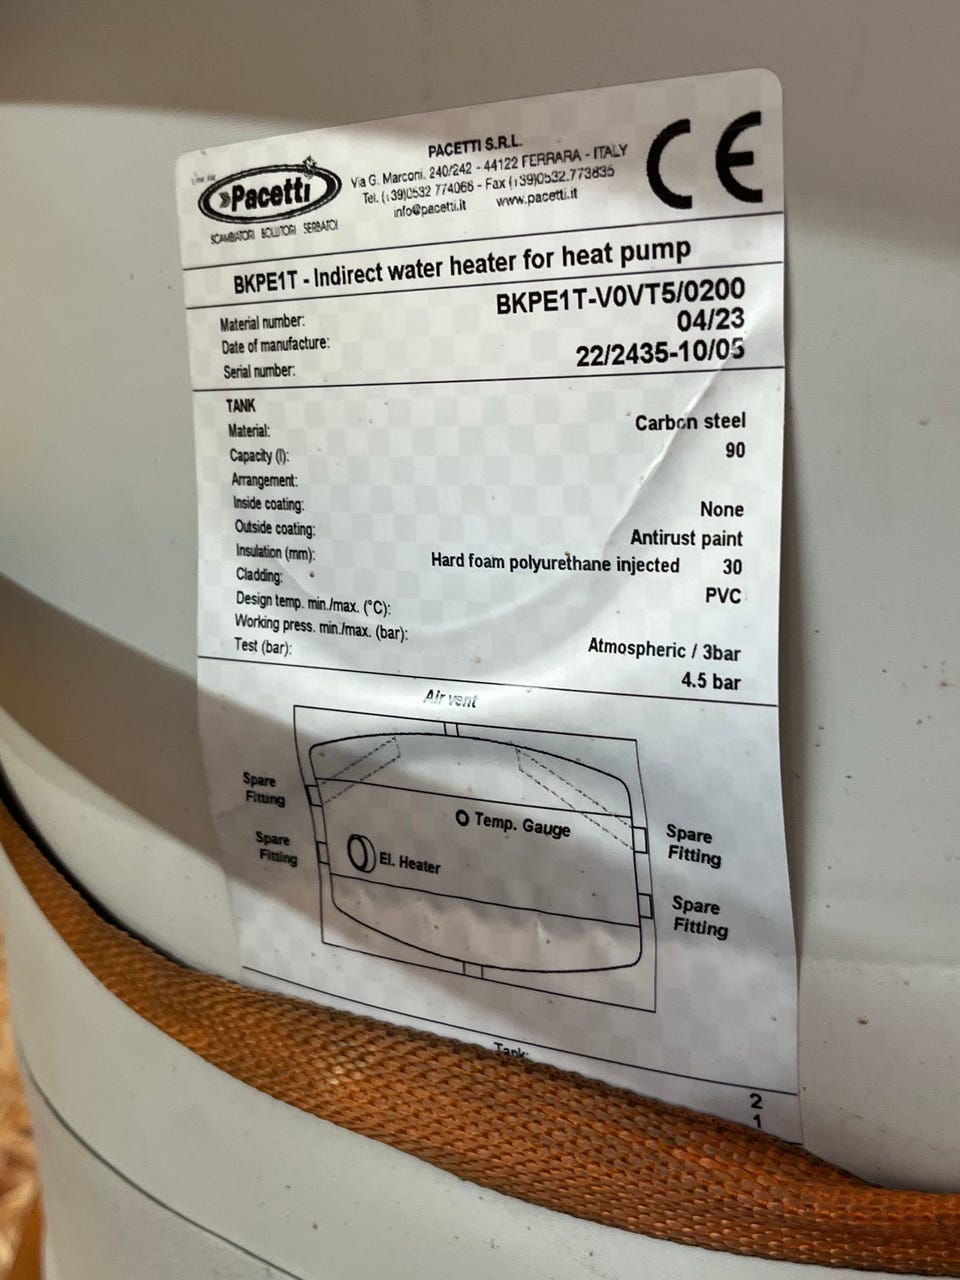 Pacetti
SCAMBIATORI BOLLITORI SERBATOI
PACETTI S.R.L.
Via G. Marconi. 240/242 - 44122 FERRARA - ITALY
Tel. (+39)0532 774066 - Fax (+39)0532.773835
info@pacetti.it www.pacetti.it
CE
BKPE1T - Indirect water heater for heat pump
Material number: BKPE1T-V0VT5/0200
Date of manufacture: 04/23
Serial number: 22/2435-10/05
TANK
Material: Carbon steel
Capacity (l): 90
Arrangement:
Inside coating: None
Outside coating: Antirust paint
Insulation (mm): Hard foam polyurethane injected 30
Cladding: PVC
Design temp. min./max. (°C):
Working press. min./max. (bar): Atmospheric / 3bar
Test (bar): 4.5 bar
Air vent
Spare
Fitting
Spare
Fitting
Temp. Gauge
El. Heater
Spare
Fitting
Spare
Fitting
Tank:
2
1